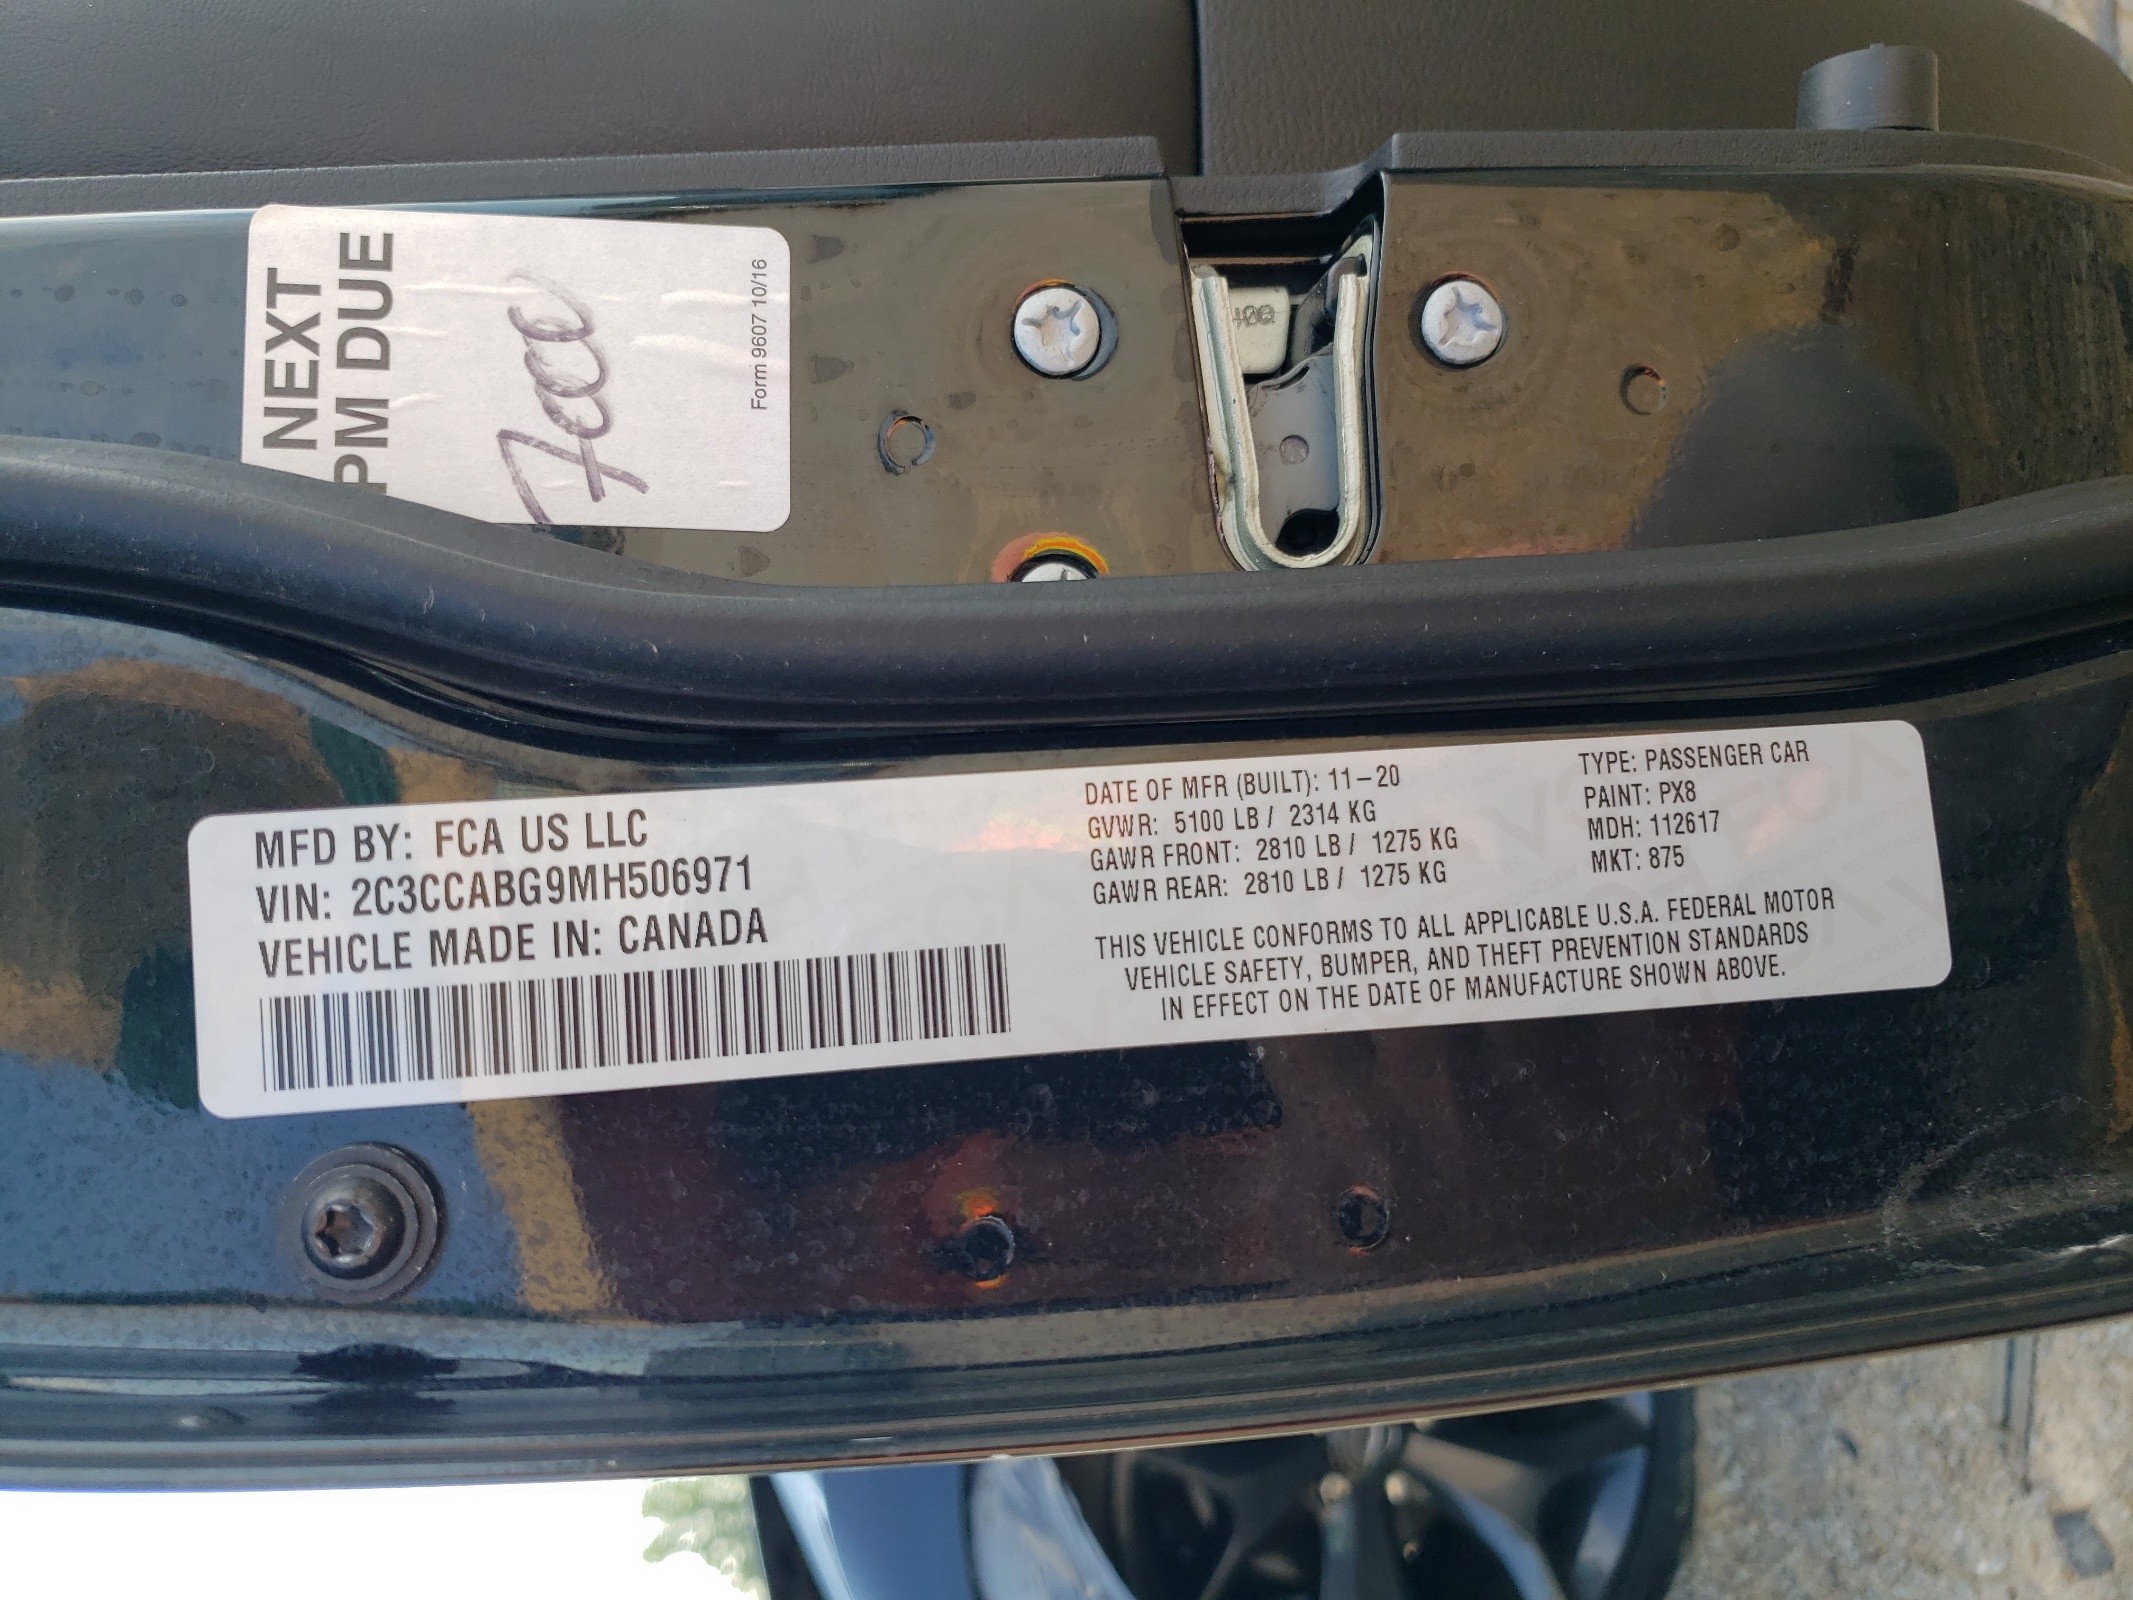 NEXT
PM DUE
7000
Form 9607 10/16
MFD BY: FCA US LLC
VIN: 2C3CCABG9MH506971
VEHICLE MADE IN: CANADA
DATE OF MFR (BUILT): 11-20
GVWR: 5100 LB / 2314 KG
GAWR FRONT: 2810 LB / 1275 KG
GAWR REAR: 2810 LB / 1275 KG
TYPE: PASSENGER CAR
PAINT: PX8
MDH: 112617
MKT: 875
THIS VEHICLE CONFORMS TO ALL APPLICABLE U.S.A. FEDERAL MOTOR
VEHICLE SAFETY, BUMPER, AND THEFT PREVENTION STANDARDS
IN EFFECT ON THE DATE OF MANUFACTURE SHOWN ABOVE.